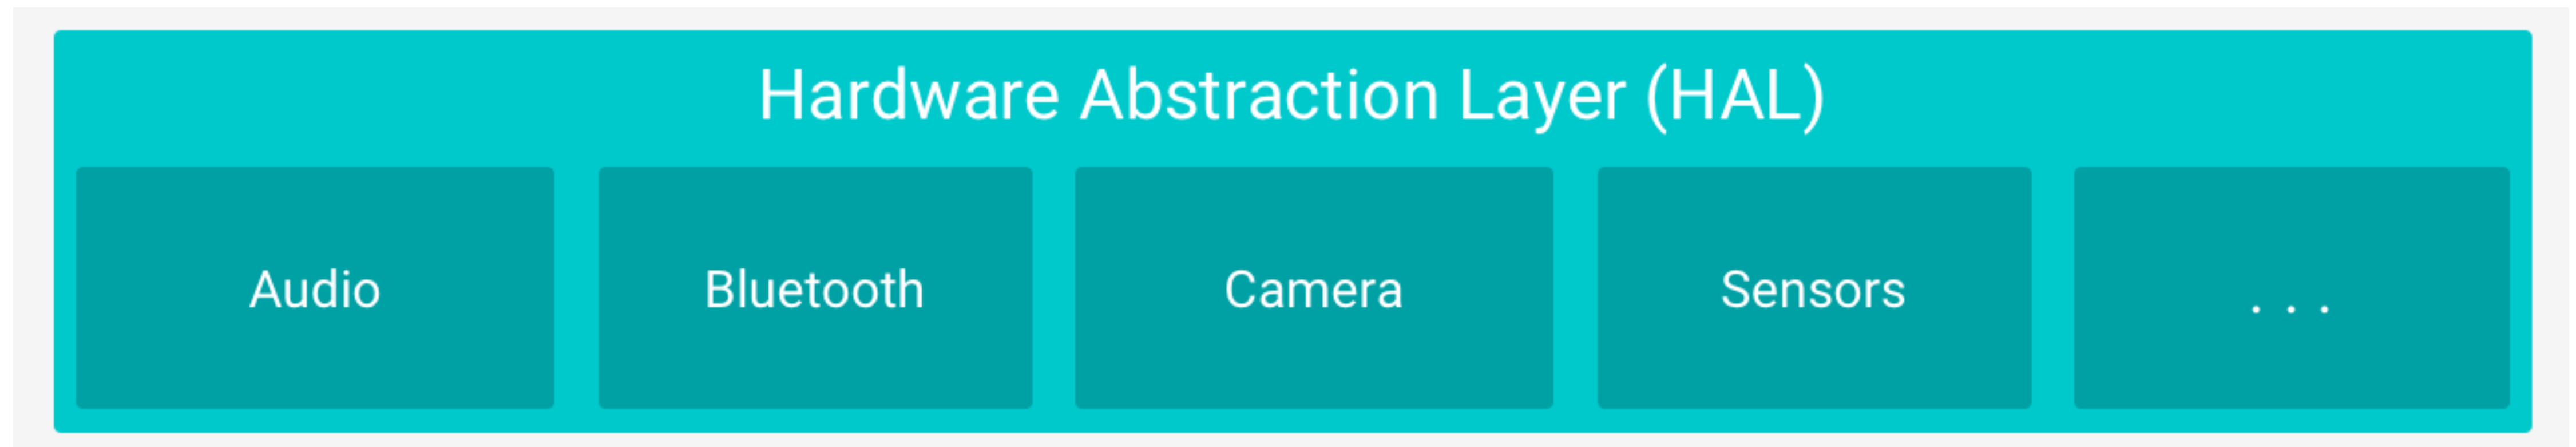 Hardware Abstraction Layer (HAL)
Audio
Bluetooth
Camera
Sensors
. . .